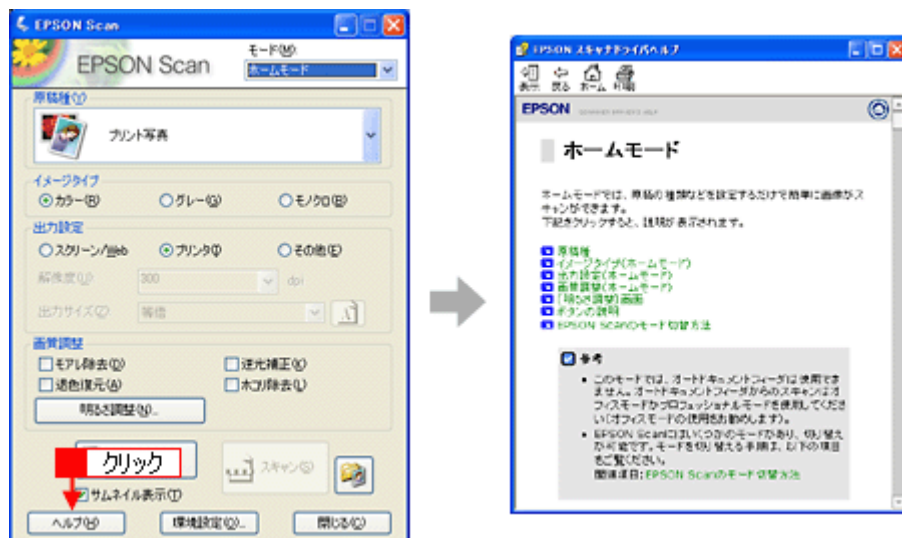 EPSON Scan
EPSON Scan
モード(M):
ホームモード
原稿種(Y)
プリント写真
イメージタイプ
カラー(R)
グレー(G)
モノクロ(B)
出力設定
スクリーン/Web
プリンタ(I)
その他(E)
解像度(U)
300
dpi
出力サイズ(Z)
等倍
画質調整
モアレ除去(D)
逆光補正(K)
退色復元(A)
ホコリ除去(L)
明るさ調整(N)...
クリック
スキャン(S)
サムネイル表示(T)
ヘルプ(H)
環境設定(O)...
閉じる(C)
EPSON スキャナドライバヘルプ
表示 戻る ホーム 印刷
EPSON
ホームモード
ホームモードでは、原稿の種類などを設定するだけで簡単に画像がス
キャンができます。
下記をクリックすると、説明が表示されます。
原稿種
イメージタイプ(ホームモード)
出力設定(ホームモード)
画質調整(ホームモード)
[明るさ調整]画面
ボタンの説明
EPSON Scanのモード切替方法
参考
このモードでは、オートドキュメントフィーダは使用でき
ません。オートドキュメントフィーダからのスキャンはオ
フィスモードかプロフェッショナルモードを使用してくださ
い(オフィスモードの使用をお勧めします)。
EPSON Scanにはいくつかのモードがあり、切り替え
が可能です。モードを切り替える手順は、以下の項目
をご覧ください。
関連項目:EPSON Scanのモード切替方法